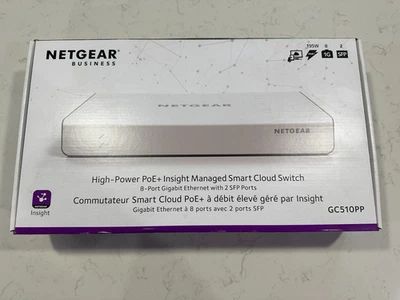 NETGEAR®
BUSINESS
195W 8 2
1G SFP
NETGEAR
NETGEAR
High-Power PoE+ Insight Managed Smart Cloud Switch
8-Port Gigabit Ethernet with 2 SFP Ports
Commutateur Smart Cloud PoE+ à débit élevé géré par Insight
Gigabit Ethernet à 8 ports avec 2 ports SFP
Insight
GC510PP